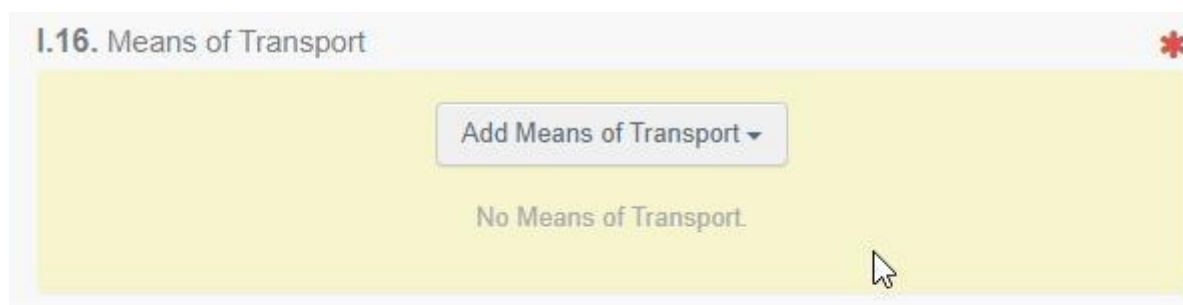 I.16. Means of Transport *
Add Means of Transport
No Means of Transport.